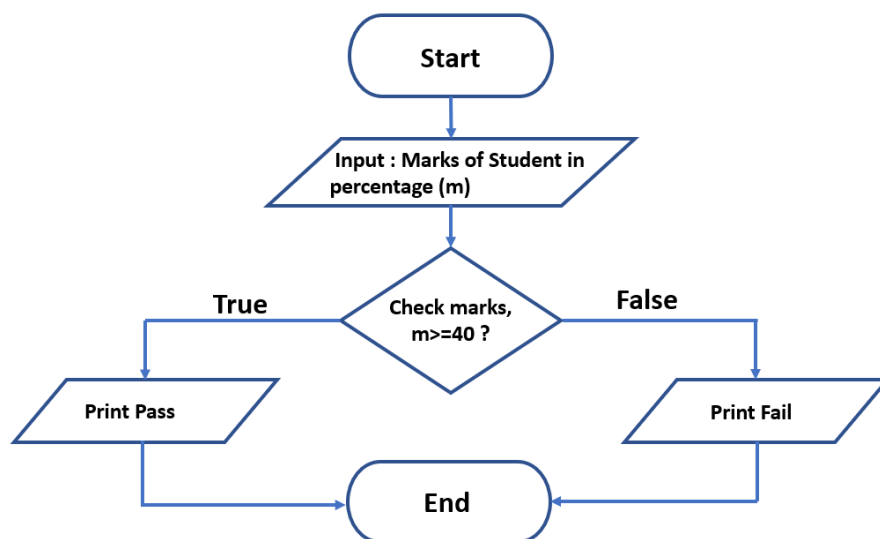 Start
Input : Marks of Student in
percentage (m)
True
Check marks,
m>=40 ?
False
Print Pass
Print Fail
End